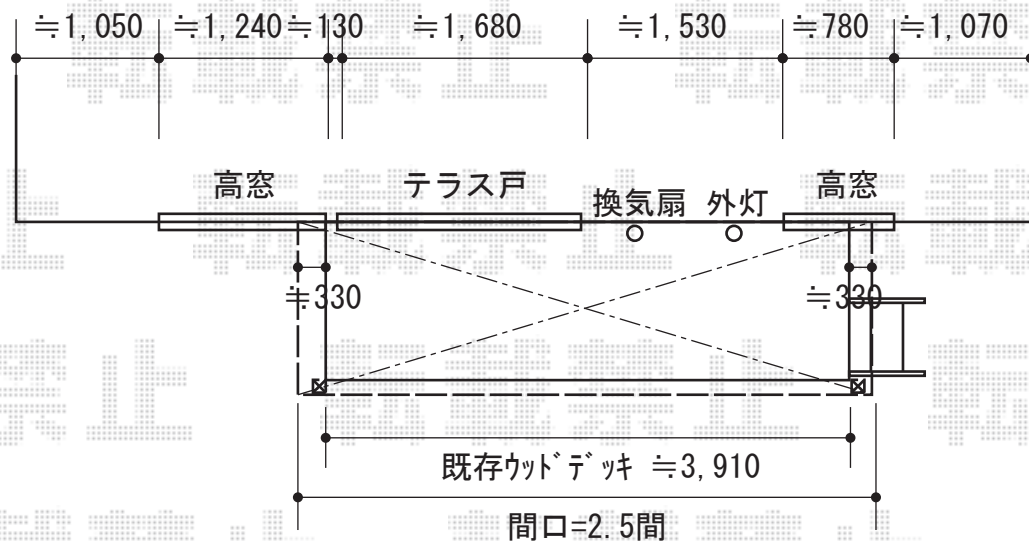 ≒1,050 ≒1,240 ≒130 ≒1,680 ≒1,530 ≒780 ≒1,070
高窓 テラス戸 換気扇 外灯 高窓
≒330 ≒330
既存ウッドデッキ ≒3,910
間口=2.5間